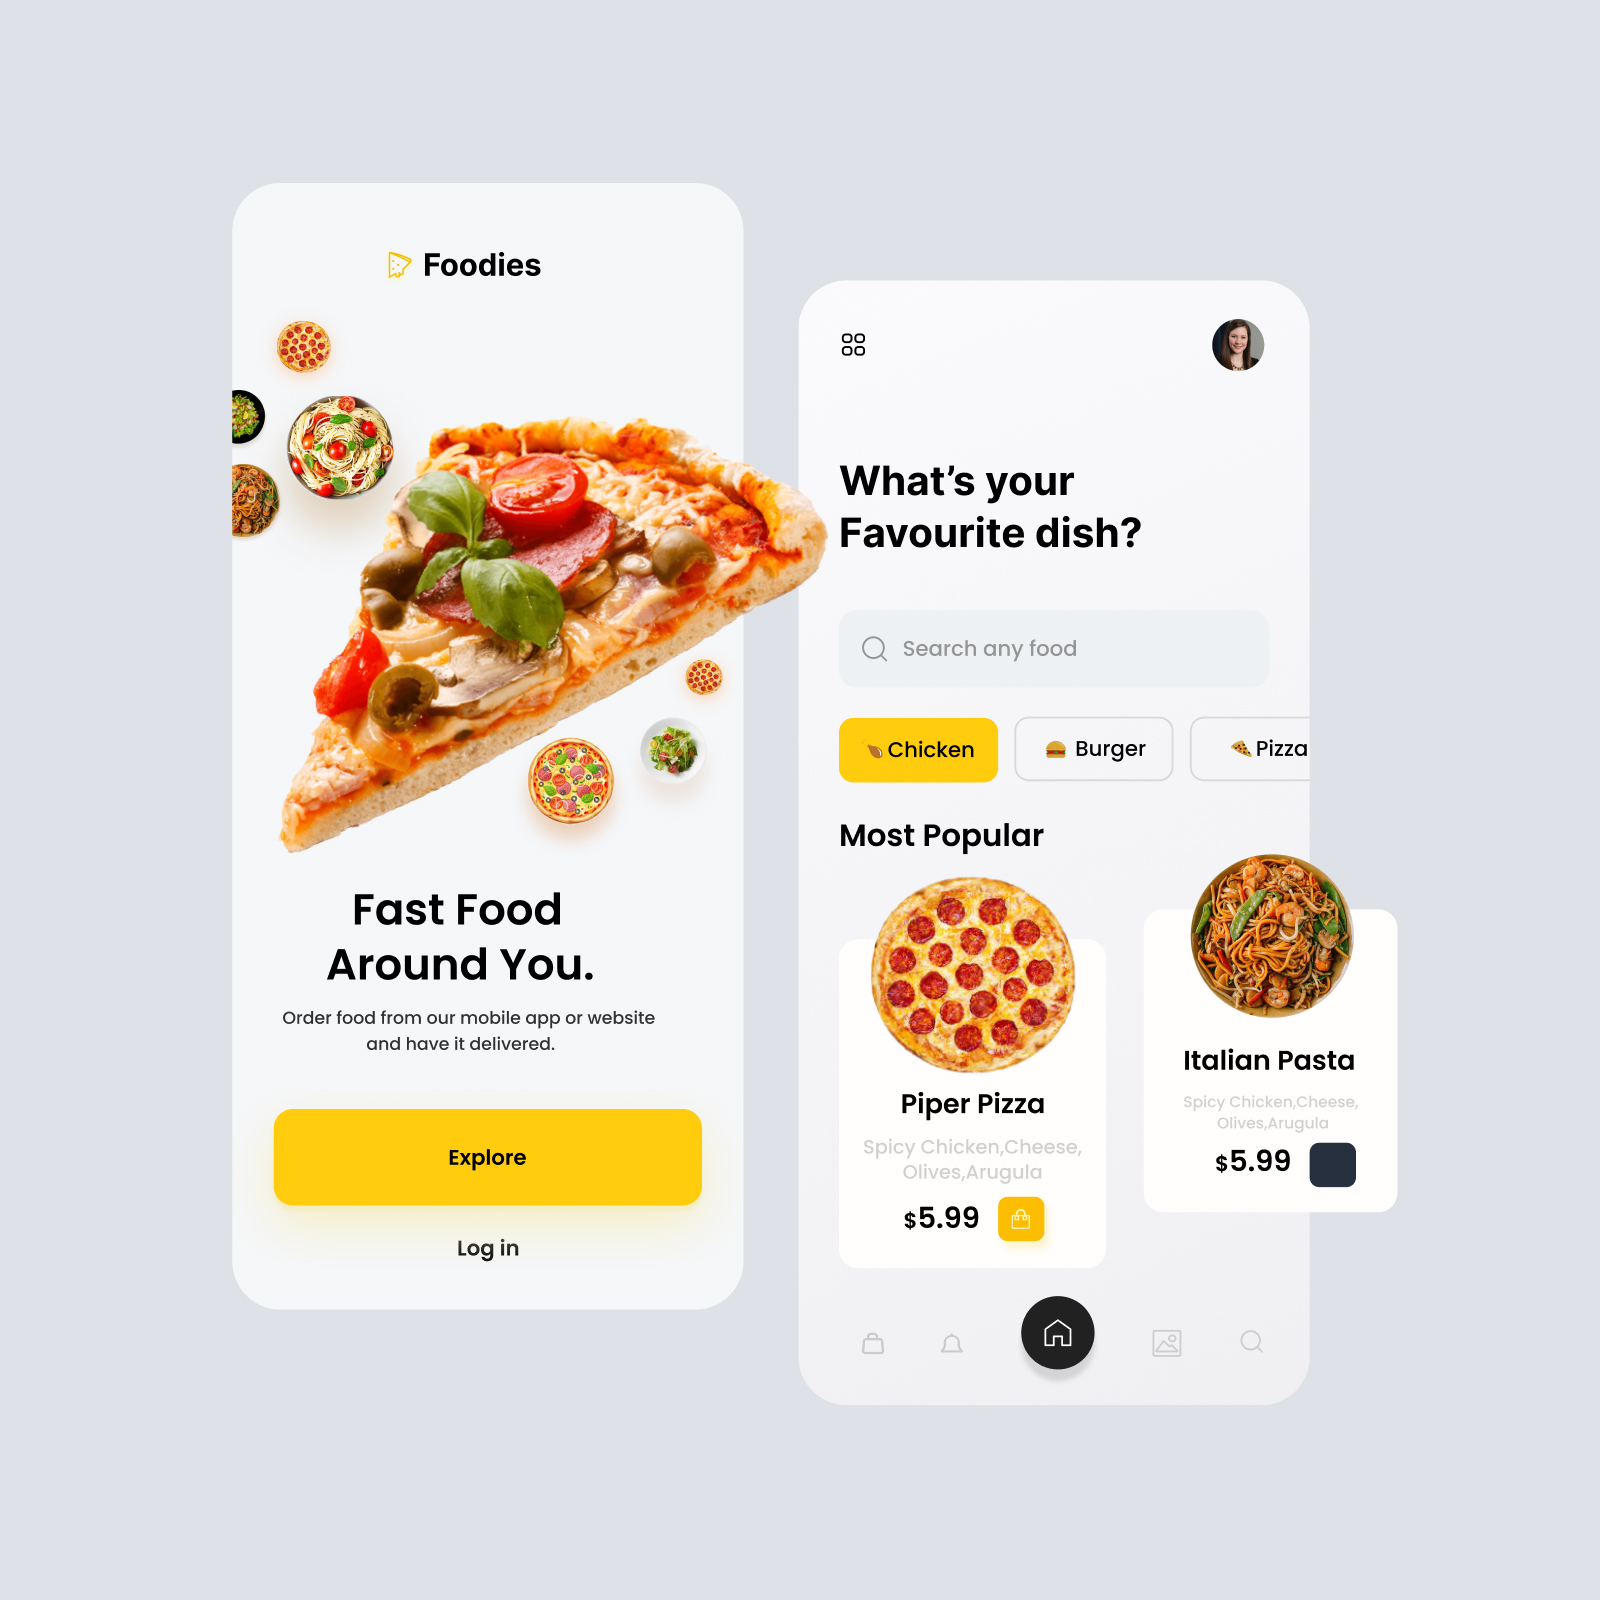 Foodies
Fast Food
Around You.
Order food from our mobile app or website
and have it delivered.
Explore
Log in
What's your
Favourite dish?
Search any food
Chicken
Burger
Pizza
Most Popular
Piper Pizza
Spicy Chicken,Cheese,
Olives,Arugula
$5.99
Italian Pasta
Spicy Chicken,Cheese,
Olives,Arugula
$5.99